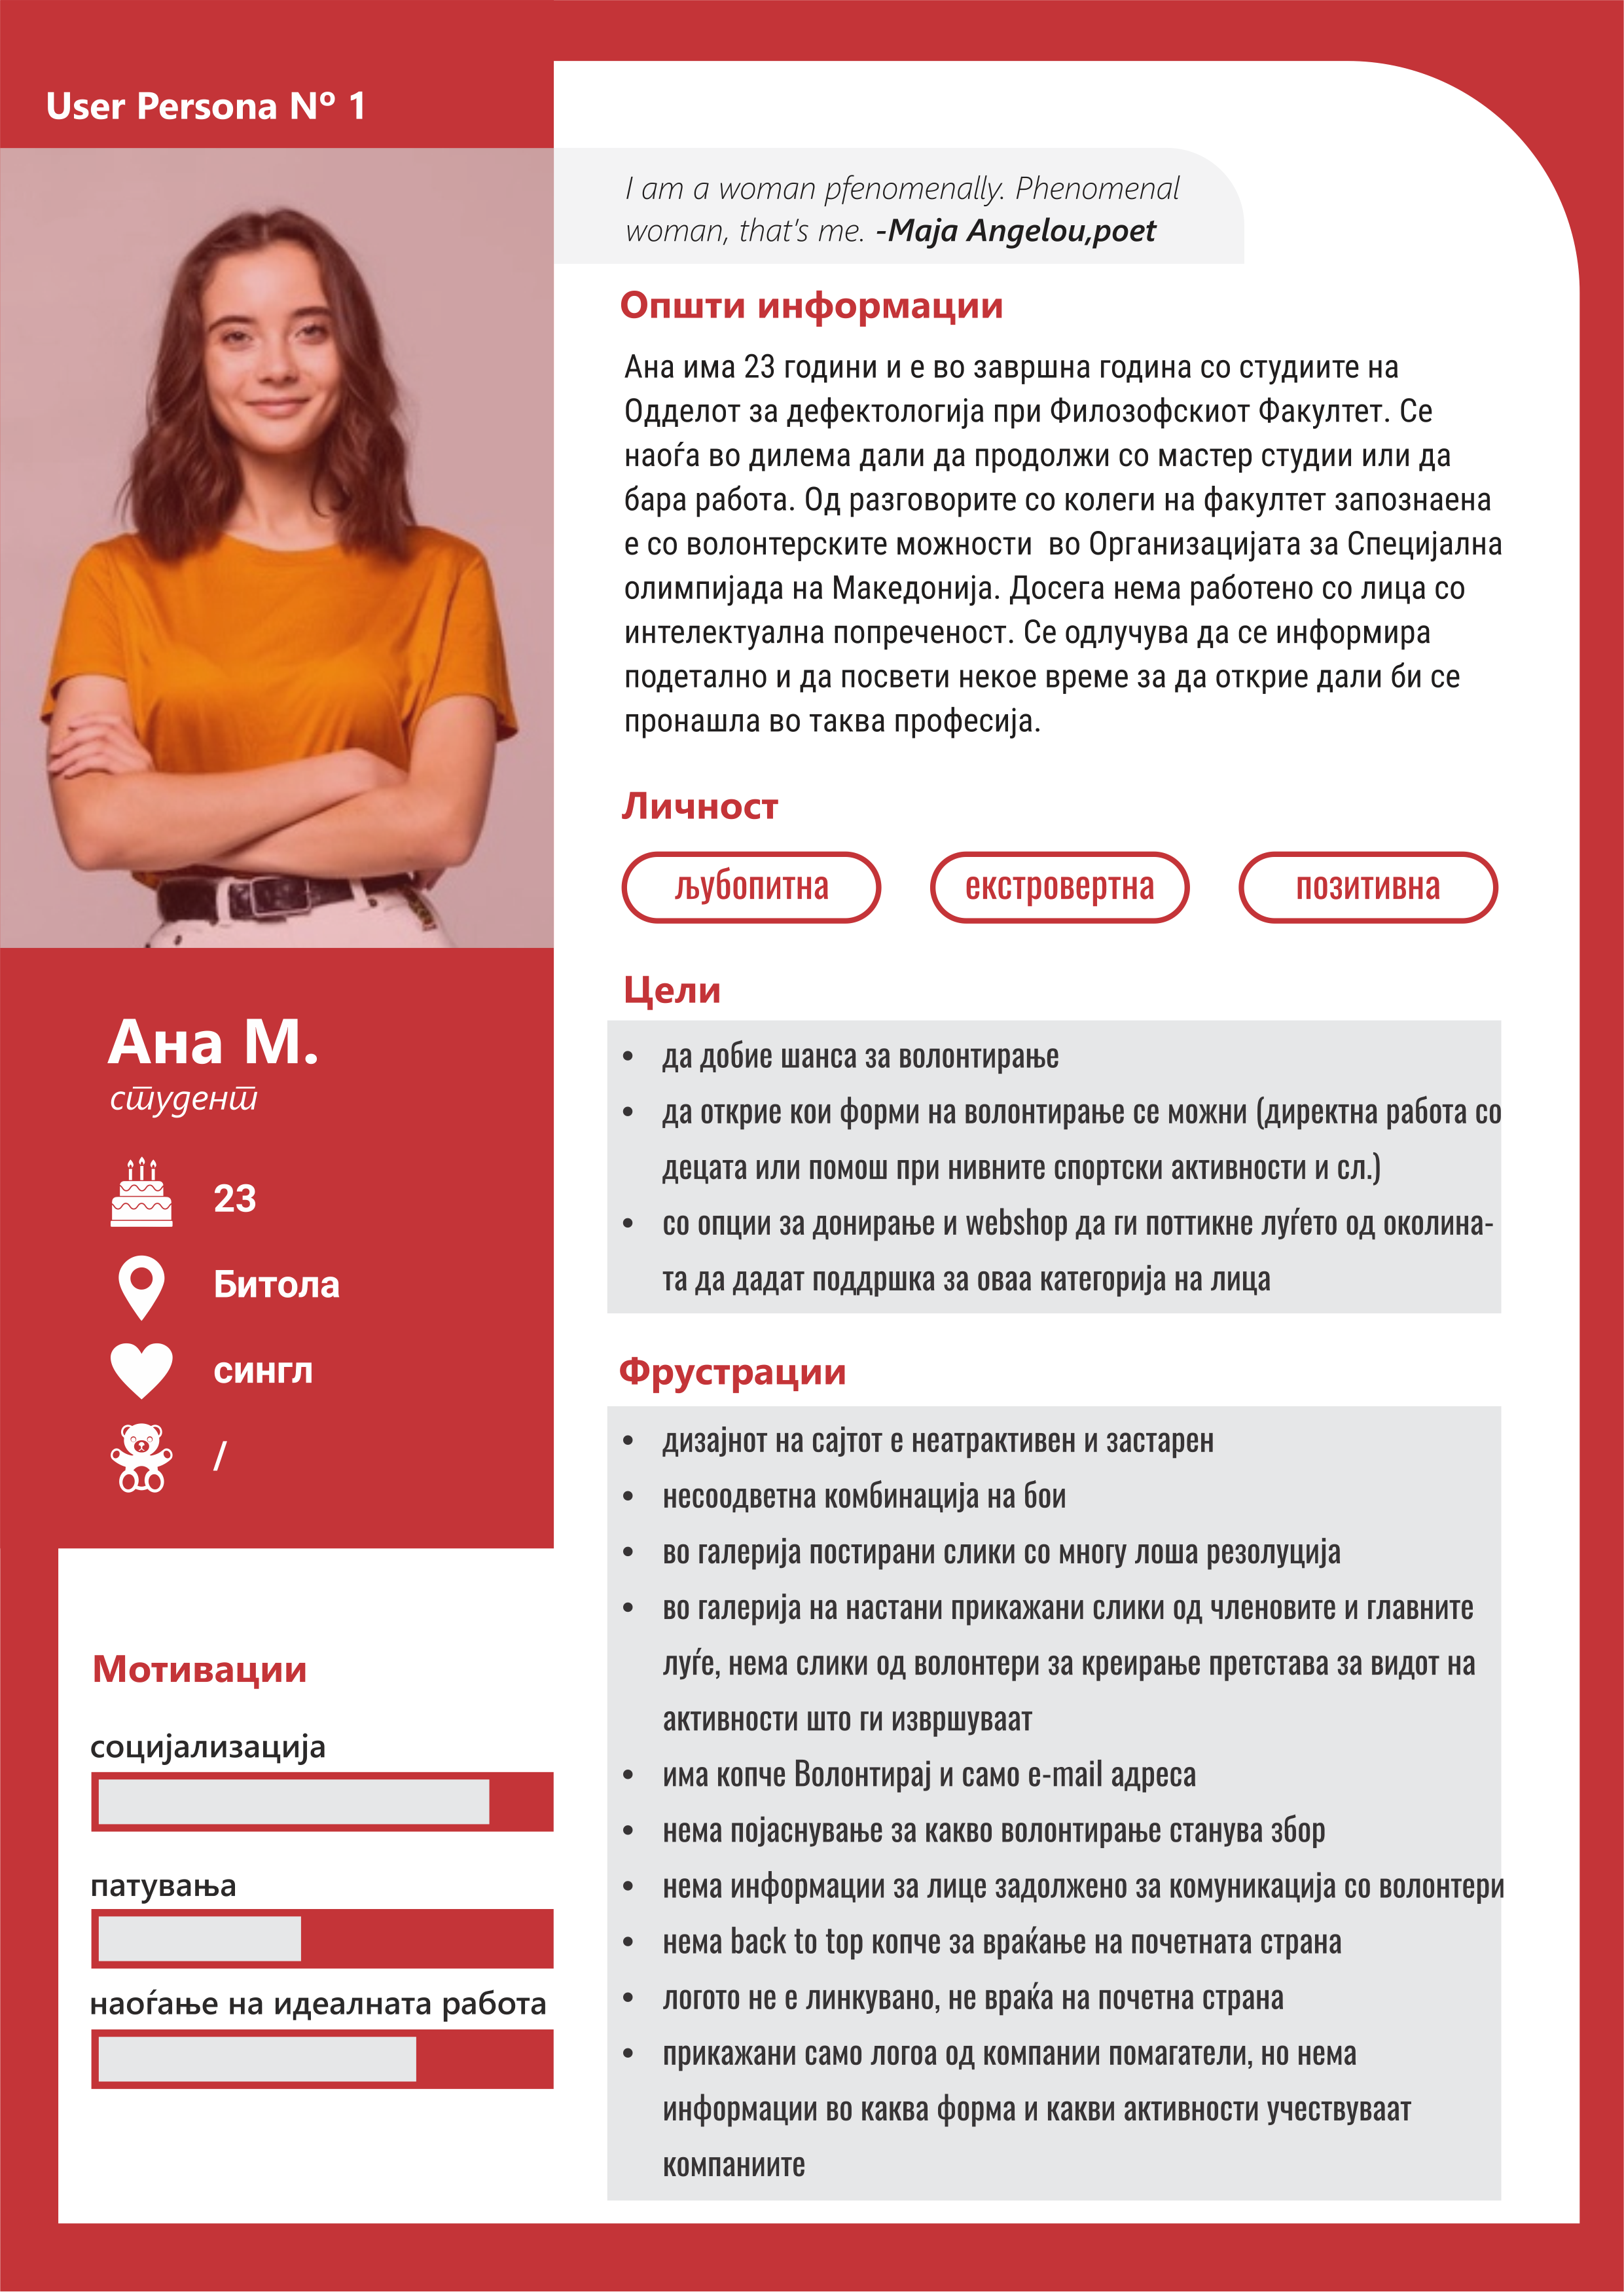 User Persona Nº 1
I am a woman pfenomenally. Phenomenal
woman, that's me. -Maja Angelou,poet
Општи информации
Ана има 23 години и е во завршна година со студиите на
Одделот за дефектологија при Филозофскиот Факултет. Се
наоѓа во дилема дали да продолжи со мастер студии или да
бара работа. Од разговорите со колеги на факултет запознаена
е со волонтерските можности  во Организацијата за Специјална
олимпијада на Македонија. Досега нема работено со лица со
интелектуална попреченост. Се одлучува да се информира
подетално и да посвети некое време за да открие дали би се
пронашла во таква професија.
Личност
љубопитна
екстровертна
позитивна
Ана М.
студент
23
Битола
сингл
/
Цели
• да добие шанса за волонтирање
• да открие кои форми на волонтирање се можни (директна работа со
децата или помош при нивните спортски активности и сл.)
• со опции за донирање и webshop да ги поттикне луѓето од околина-
та да дадат поддршка за оваа категорија на лица
Фрустрации
• дизајнот на сајтот е неатрактивен и застарен
• несоодветна комбинација на бои
• во галерија постирани слики со многу лоша резолуција
• во галерија на настани прикажани слики од членовите и главните
луѓе, нема слики од волонтери за креирање претстава за видот на
активности што ги извршуваат
• има копче Волонтирај и само e-mail адреса
• нема појаснување за какво волонтирање станува збор
• нема информации за лице задолжено за комуникација со волонтери
• нема back to top копче за враќање на почетната страна
• логото не е линкувано, не враќа на почетна страна
• прикажани само логоа од компании помагатели, но нема
информации во каква форма и какви активности учествуваат
компаниите
Мотивации
социјализација
патувања
наоѓање на идеалната работа